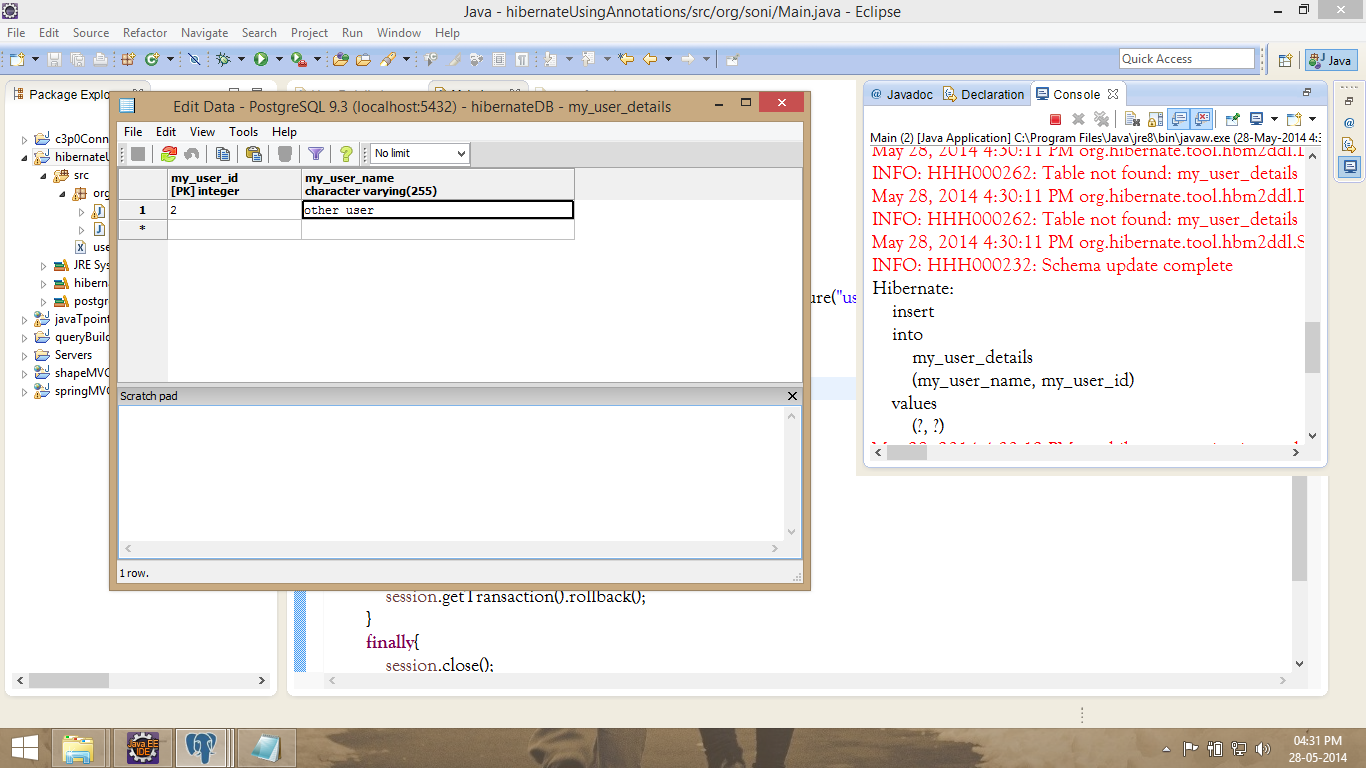 Java - hibernateUsingAnnotations/src/org/soni/Main.java - Eclipse
File Edit Source Refactor Navigate Search Project Run Window Help
Quick Access
Java
Package Explo
c3p0Conn
hibernateU
src
org
use
JRE Sys
hibern
postgr
javaTpoint
queryBuild
Servers
shapeMVC
springMVC
Edit Data - PostgreSQL 9.3 (localhost:5432) - hibernateDB - my_user_details
File Edit View Tools Help
No limit
my_user_id my_user_name
[PK] integer character varying(255)
1 2 other user
*
Scratch pad
1 row.
ure("us
session.getTransaction().rollback();
}
finally{
session.close();
@ Javadoc Declaration Console
Main (2) [Java Application] C:\Program Files\Java\jre8\bin\javaw.exe (28-May-2014 4:3
May 28, 2014 4:30:11 PM org.hibernate.tool.hbm2ddl.
INFO: HHH000262: Table not found: my_user_details
May 28, 2014 4:30:11 PM org.hibernate.tool.hbm2ddl.D
INFO: HHH000262: Table not found: my_user_details
May 28, 2014 4:30:11 PM org.hibernate.tool.hbm2ddl.S
INFO: HHH000232: Schema update complete
Hibernate:
insert
into
my_user_details
(my_user_name, my_user_id)
values
(?, ?)
Java EE
IDE
04:31 PM
28-05-2014